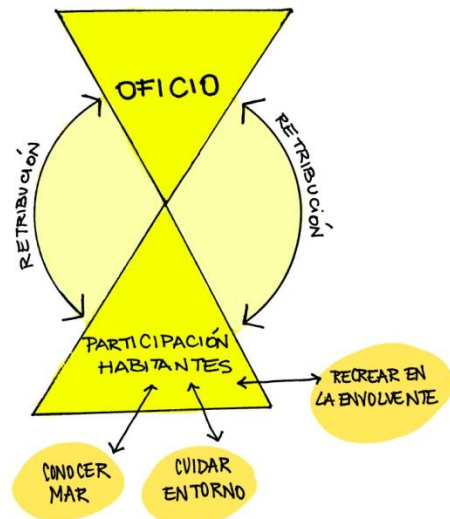 OFICIO
RETRIBUCIÓN
RETRIBUCIÓN
PARTICIPACIÓN
HABITANTES
RECREAR EN
LA ENVOLVENTE
CONOCER
MAR
CUIDAR
ENTORNO